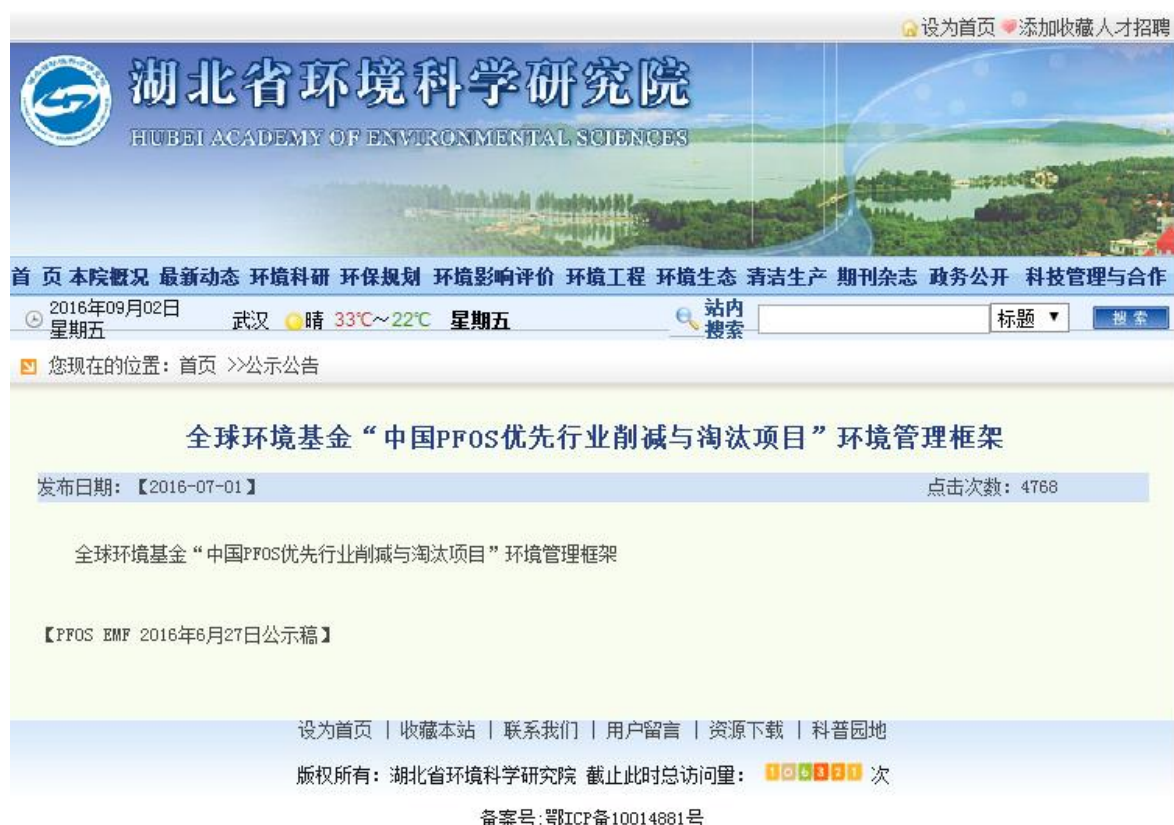 设为首页 添加收藏 人才招聘
湖北省环境科学研究院
HUBEI ACADEMY OF ENVIRONMENTAL SCIENCES
首 页 本院概况 最新动态 环境科研 环保规划 环境影响评价 环境工程 环境生态 清洁生产 期刊杂志 政务公开 科技管理与合作
2016年09月02日 星期五 武汉 晴 33℃~22℃ 星期五 站内搜索 标题 ▼ 搜索
您现在的位置：首页 >>公示公告
全球环境基金“中国PFOS优先行业削减与淘汰项目”环境管理框架
发布日期：【2016-07-01】 点击次数：4768
全球环境基金“中国PFOS优先行业削减与淘汰项目”环境管理框架
【PFOS EMF 2016年6月27日公示稿】
设为首页 | 收藏本站 | 联系我们 | 用户留言 | 资源下载 | 科普园地
版权所有：湖北省环境科学研究院 截止此时总访问量： 106321 次
备案号:鄂ICP备10014881号